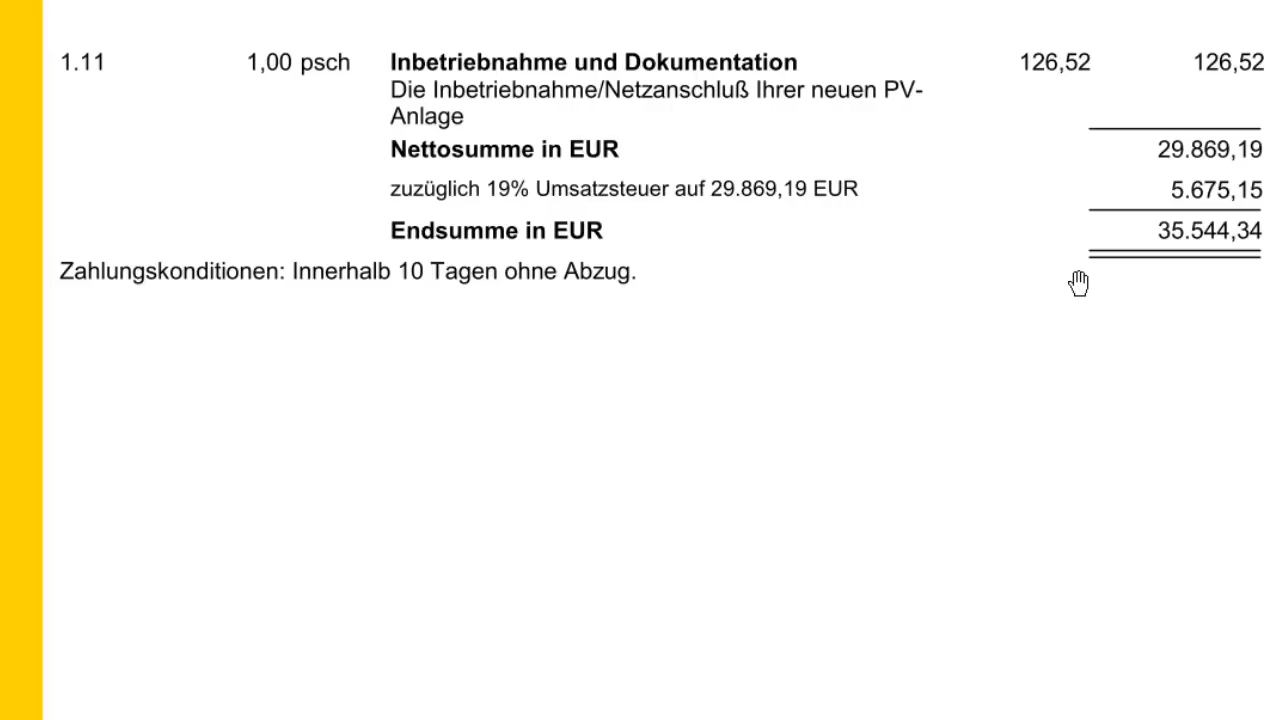 1.11 1,00 psch Inbetriebnahme und Dokumentation 126,52 126,52
Die Inbetriebnahme/Netzanschluß Ihrer neuen PV-
Anlage
Nettosumme in EUR 29.869,19
zuzüglich 19% Umsatzsteuer auf 29.869,19 EUR 5.675,15
Endsumme in EUR 35.544,34
Zahlungskonditionen: Innerhalb 10 Tagen ohne Abzug.